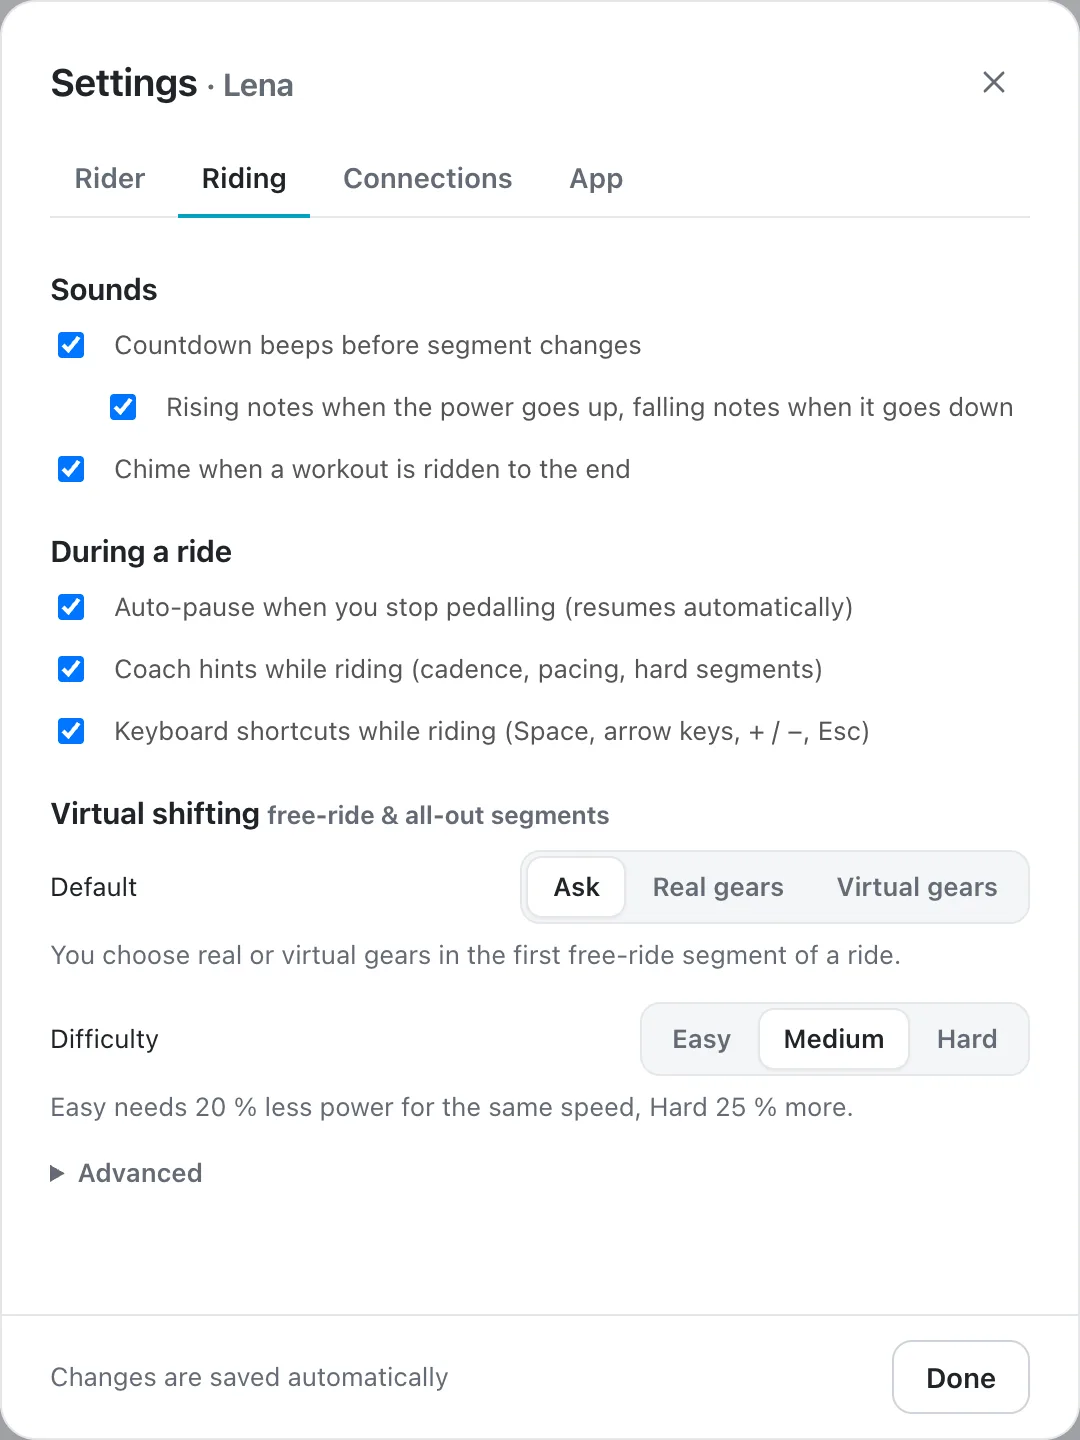 Settings · Lena
Rider Riding Connections App
Sounds
Countdown beeps before segment changes
Rising notes when the power goes up, falling notes when it goes down
Chime when a workout is ridden to the end
During a ride
Auto-pause when you stop pedalling (resumes automatically)
Coach hints while riding (cadence, pacing, hard segments)
Keyboard shortcuts while riding (Space, arrow keys, + / –, Esc)
Virtual shifting free-ride & all-out segments
Default Ask Real gears Virtual gears
You choose real or virtual gears in the first free-ride segment of a ride.
Difficulty Easy Medium Hard
Easy needs 20 % less power for the same speed, Hard 25 % more.
Advanced
Changes are saved automatically Done